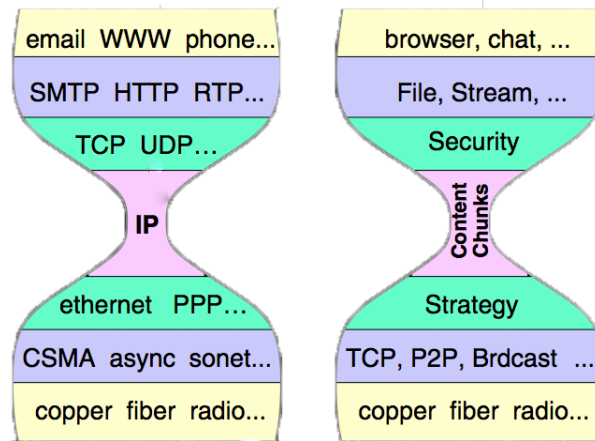 email WWW phone...
SMTP HTTP RTP...
TCP UDP...
IP
ethernet PPP...
CSMA async sonet...
copper fiber radio...
browser, chat, ...
File, Stream, ...
Security
Content
Chunks
Strategy
TCP, P2P, Brdcast ...
copper fiber radio...